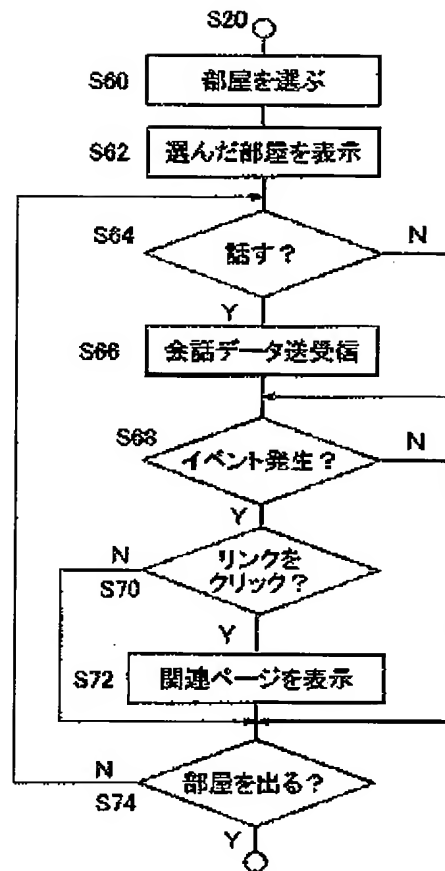 S20
S60 部屋を選ぶ
S62 選んだ部屋を表示
S64 話す？ N
Y
S66 会話データ送受信
S68 イベント発生？ N
Y
N リンクを
S70 クリック？
Y
S72 関連ページを表示
N 部屋を出る？
S74
Y